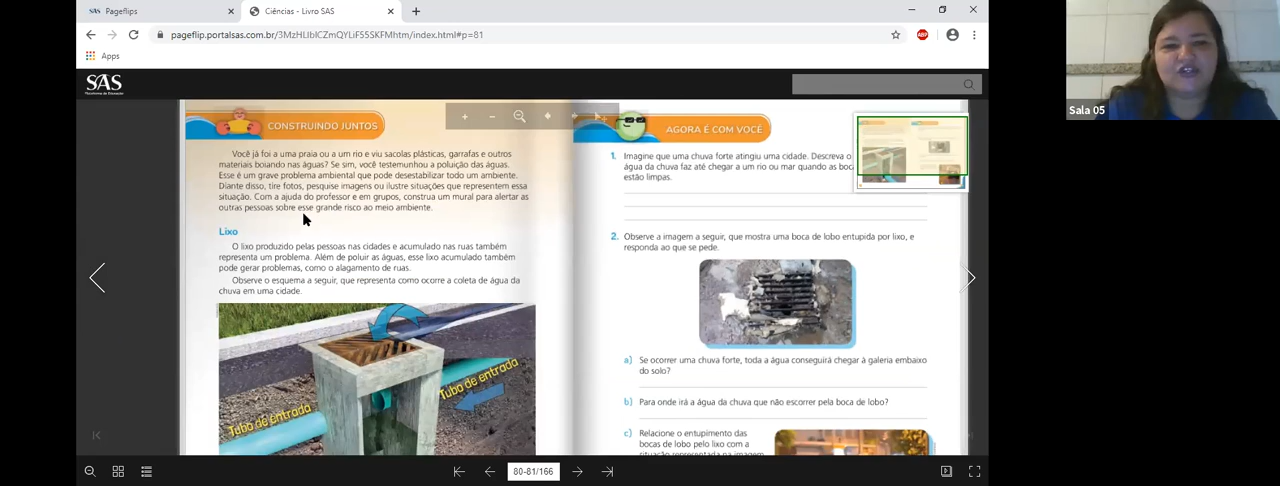 Pageflips
Ciências - Livro SAS
pageflip.portalsas.com.br/3MzHLIbICZmQYLiF5S5KFMhtm/index.html#p=81
ABP
Apps
SAS
CONSTRUINDO JUNTOS
Você já foi a uma praia ou a um rio e viu sacolas plásticas, garrafas e outros
materiais boiando nas águas? Se sim, você testemunhou a poluição das águas.
Esse é um grave problema ambiental que pode desestabilizar todo um ambiente.
Diante disso, tire fotos, pesquise imagens ou ilustre situações que representem essa
situação. Com a ajuda do professor e em grupos, construa um mural para alertar as
outras pessoas sobre esse grande risco ao meio ambiente.
Lixo
O lixo produzido pelas pessoas nas cidades e acumulado nas ruas também
representa um problema. Além de poluir as águas, esse lixo acumulado também
pode gerar problemas, como o alagamento de ruas.
Observe o esquema a seguir, que representa como ocorre a coleta de água da
chuva em uma cidade.
Tubo de entrada
Tubo de entrada
AGORA É COM VOCÊ
1. Imagine que uma chuva forte atingiu uma cidade. Descreva o
água da chuva faz até chegar a um rio ou mar quando as
estão limpas.
2. Observe a imagem a seguir, que mostra uma boca de lobo entupida por lixo, e
responda ao que se pede.
a) Se ocorrer uma chuva forte, toda a água conseguirá chegar à galeria embaixo
do solo?
b) Para onde irá a água da chuva que não escorrer pela boca de lobo?
c) Relacione o entupimento das
bocas de lobo pelo lixo com a
situação representada na imagem
80-81/166
Sala 05